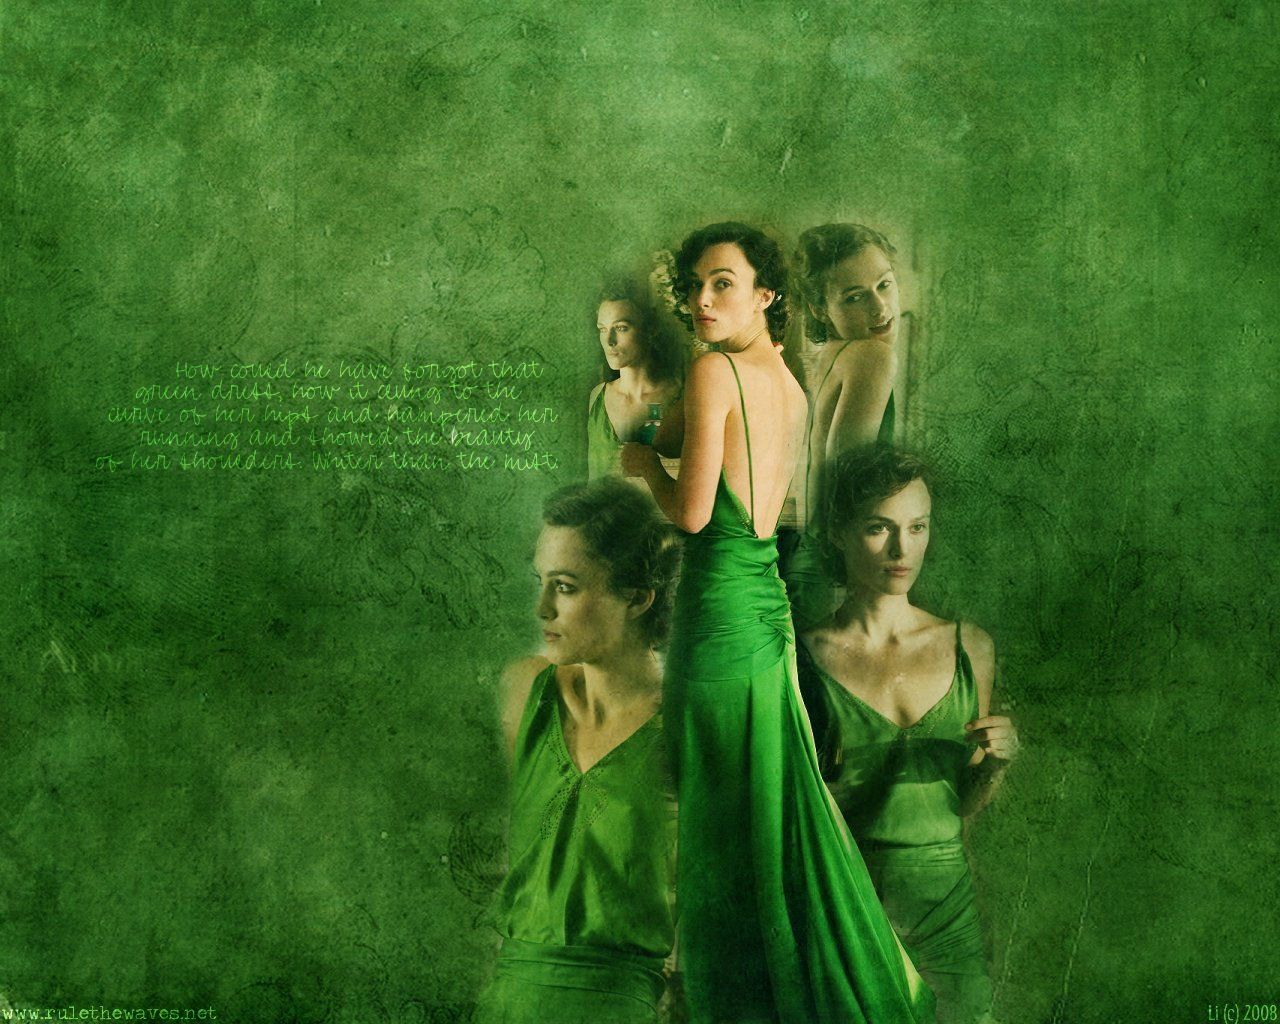 How could he have forgot that
green dress, how it clung to the
curve of her hips and hampered her
running and showed the beauty
of her shoulders. Whiter than the mist.
www.rulethewaves.net
Li (c) 2008